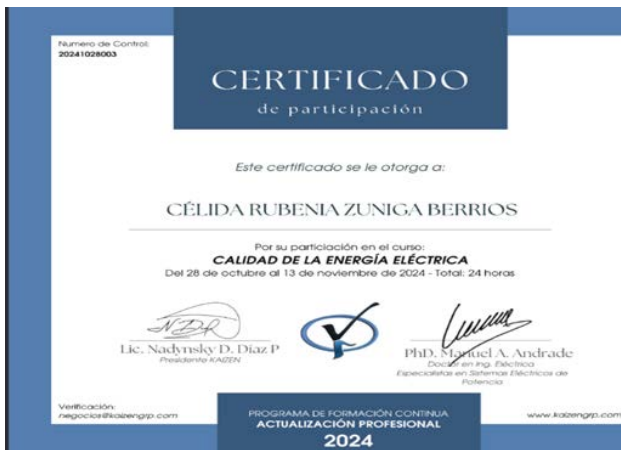 Numero de Control:
20241028003
CERTIFICADO
de participación
Este certificado se le otorga a:
CÉLIDA RUBENIA ZUNIGA BERRIOS
Por su particiación en el curso:
CALIDAD DE LA ENERGÍA ELÉCTRICA
Del 28 de octubre al 13 de noviembre de 2024 - Total: 24 horas
Lic. Nadynsky D. Diaz P
Presidente KAIZEN
PhD. Manuel A. Andrade
Doctor en Ing. Eléctrica
Especialistas en Sistemas Eléctricos de
Potencia
Verificación:
negocios@kaizengrp.com
PROGRAMA DE FORMACIÓN CONTINUA
ACTUALIZACIÓN PROFESIONAL
2024
www.kaizengrp.com